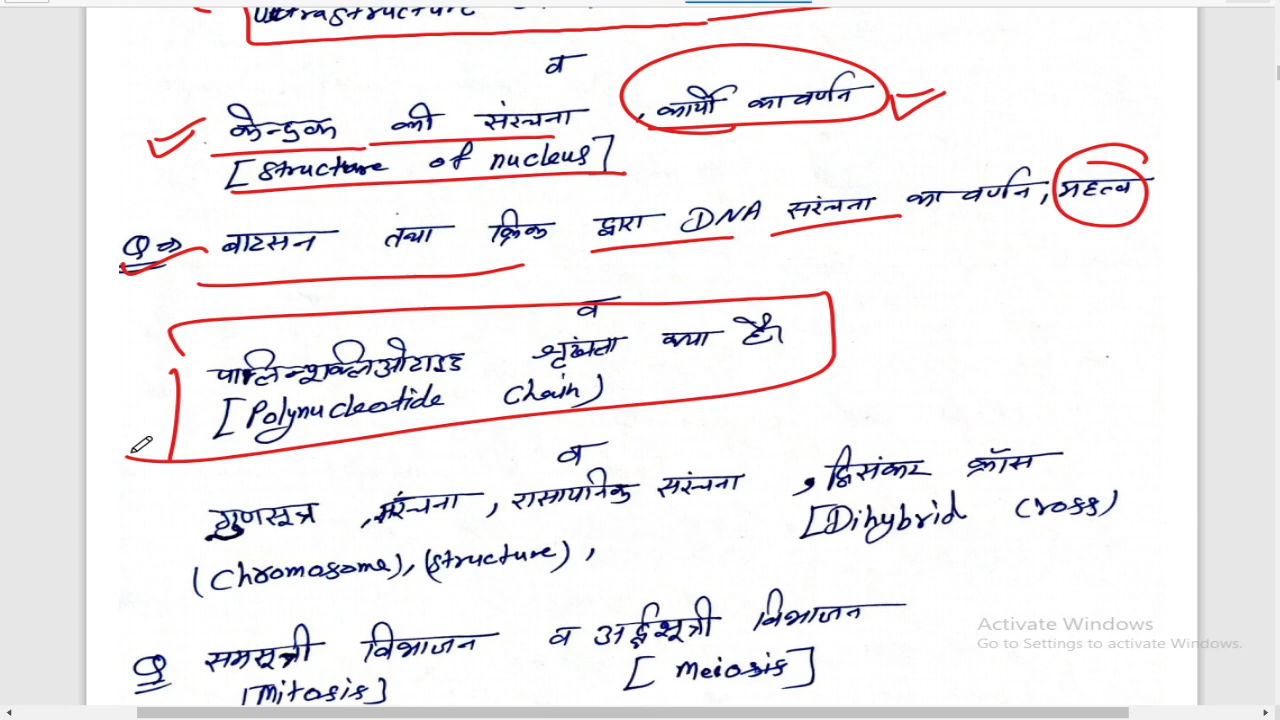 Ultrastructure
व
केन्द्रक की संरचना , कार्यो का वर्णन
[Structure of nucleus]
Q⇒ वाटसन तथा क्रिक द्वारा DNA संरचना का वर्णन, महत्व
व
पालिन्यूक्लिओटाइड श्रृंखला क्या है।
[Polynucleotide Chain)
व
गुणसूत्र , संरचना, रासायनिक संरचना , द्विसंकर क्रॉस
[Dihybrid Cross)
(Chromosome), (Structure),
Q समसूत्री विभाजन व अर्द्धसूत्री विभाजन
[Mitosis] [Meiosis]
Activate Windows
Go to Settings to activate Windows.